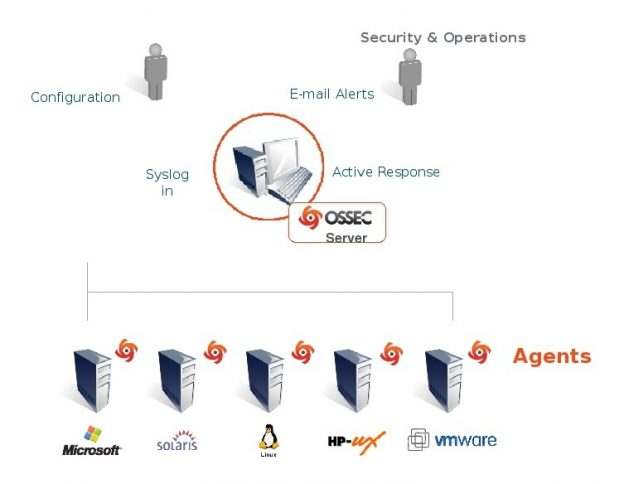 Security & Operations
Configuration
E-mail Alerts
Syslog
in
Active Response
OSSEC
Server
Agents
Microsoft
solaris
Linux
HP-UX
vmware